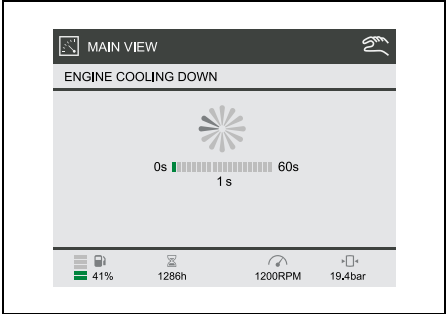 MAIN VIEW
ENGINE COOLING DOWN
0s 60s
1 s
41% 1286h 1200RPM 19.4bar